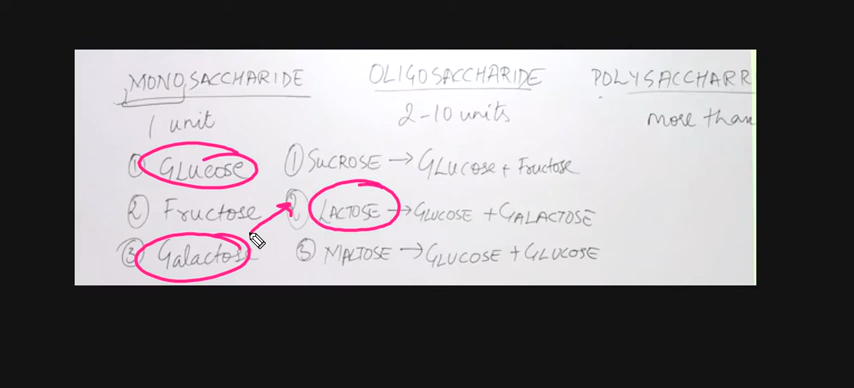 MONOSACCHARIDE OLIGOSACCHARIDE POLYSACCHARR
1 unit 2-10 units more than
① GLUCOSE ① SUCROSE → GLUCOSE + Fructose
② Fructose ② LACTOSE → GLUCOSE + GALACTOSE
③ Galactose ③ MALTOSE → GLUCOSE + GLUCOSE